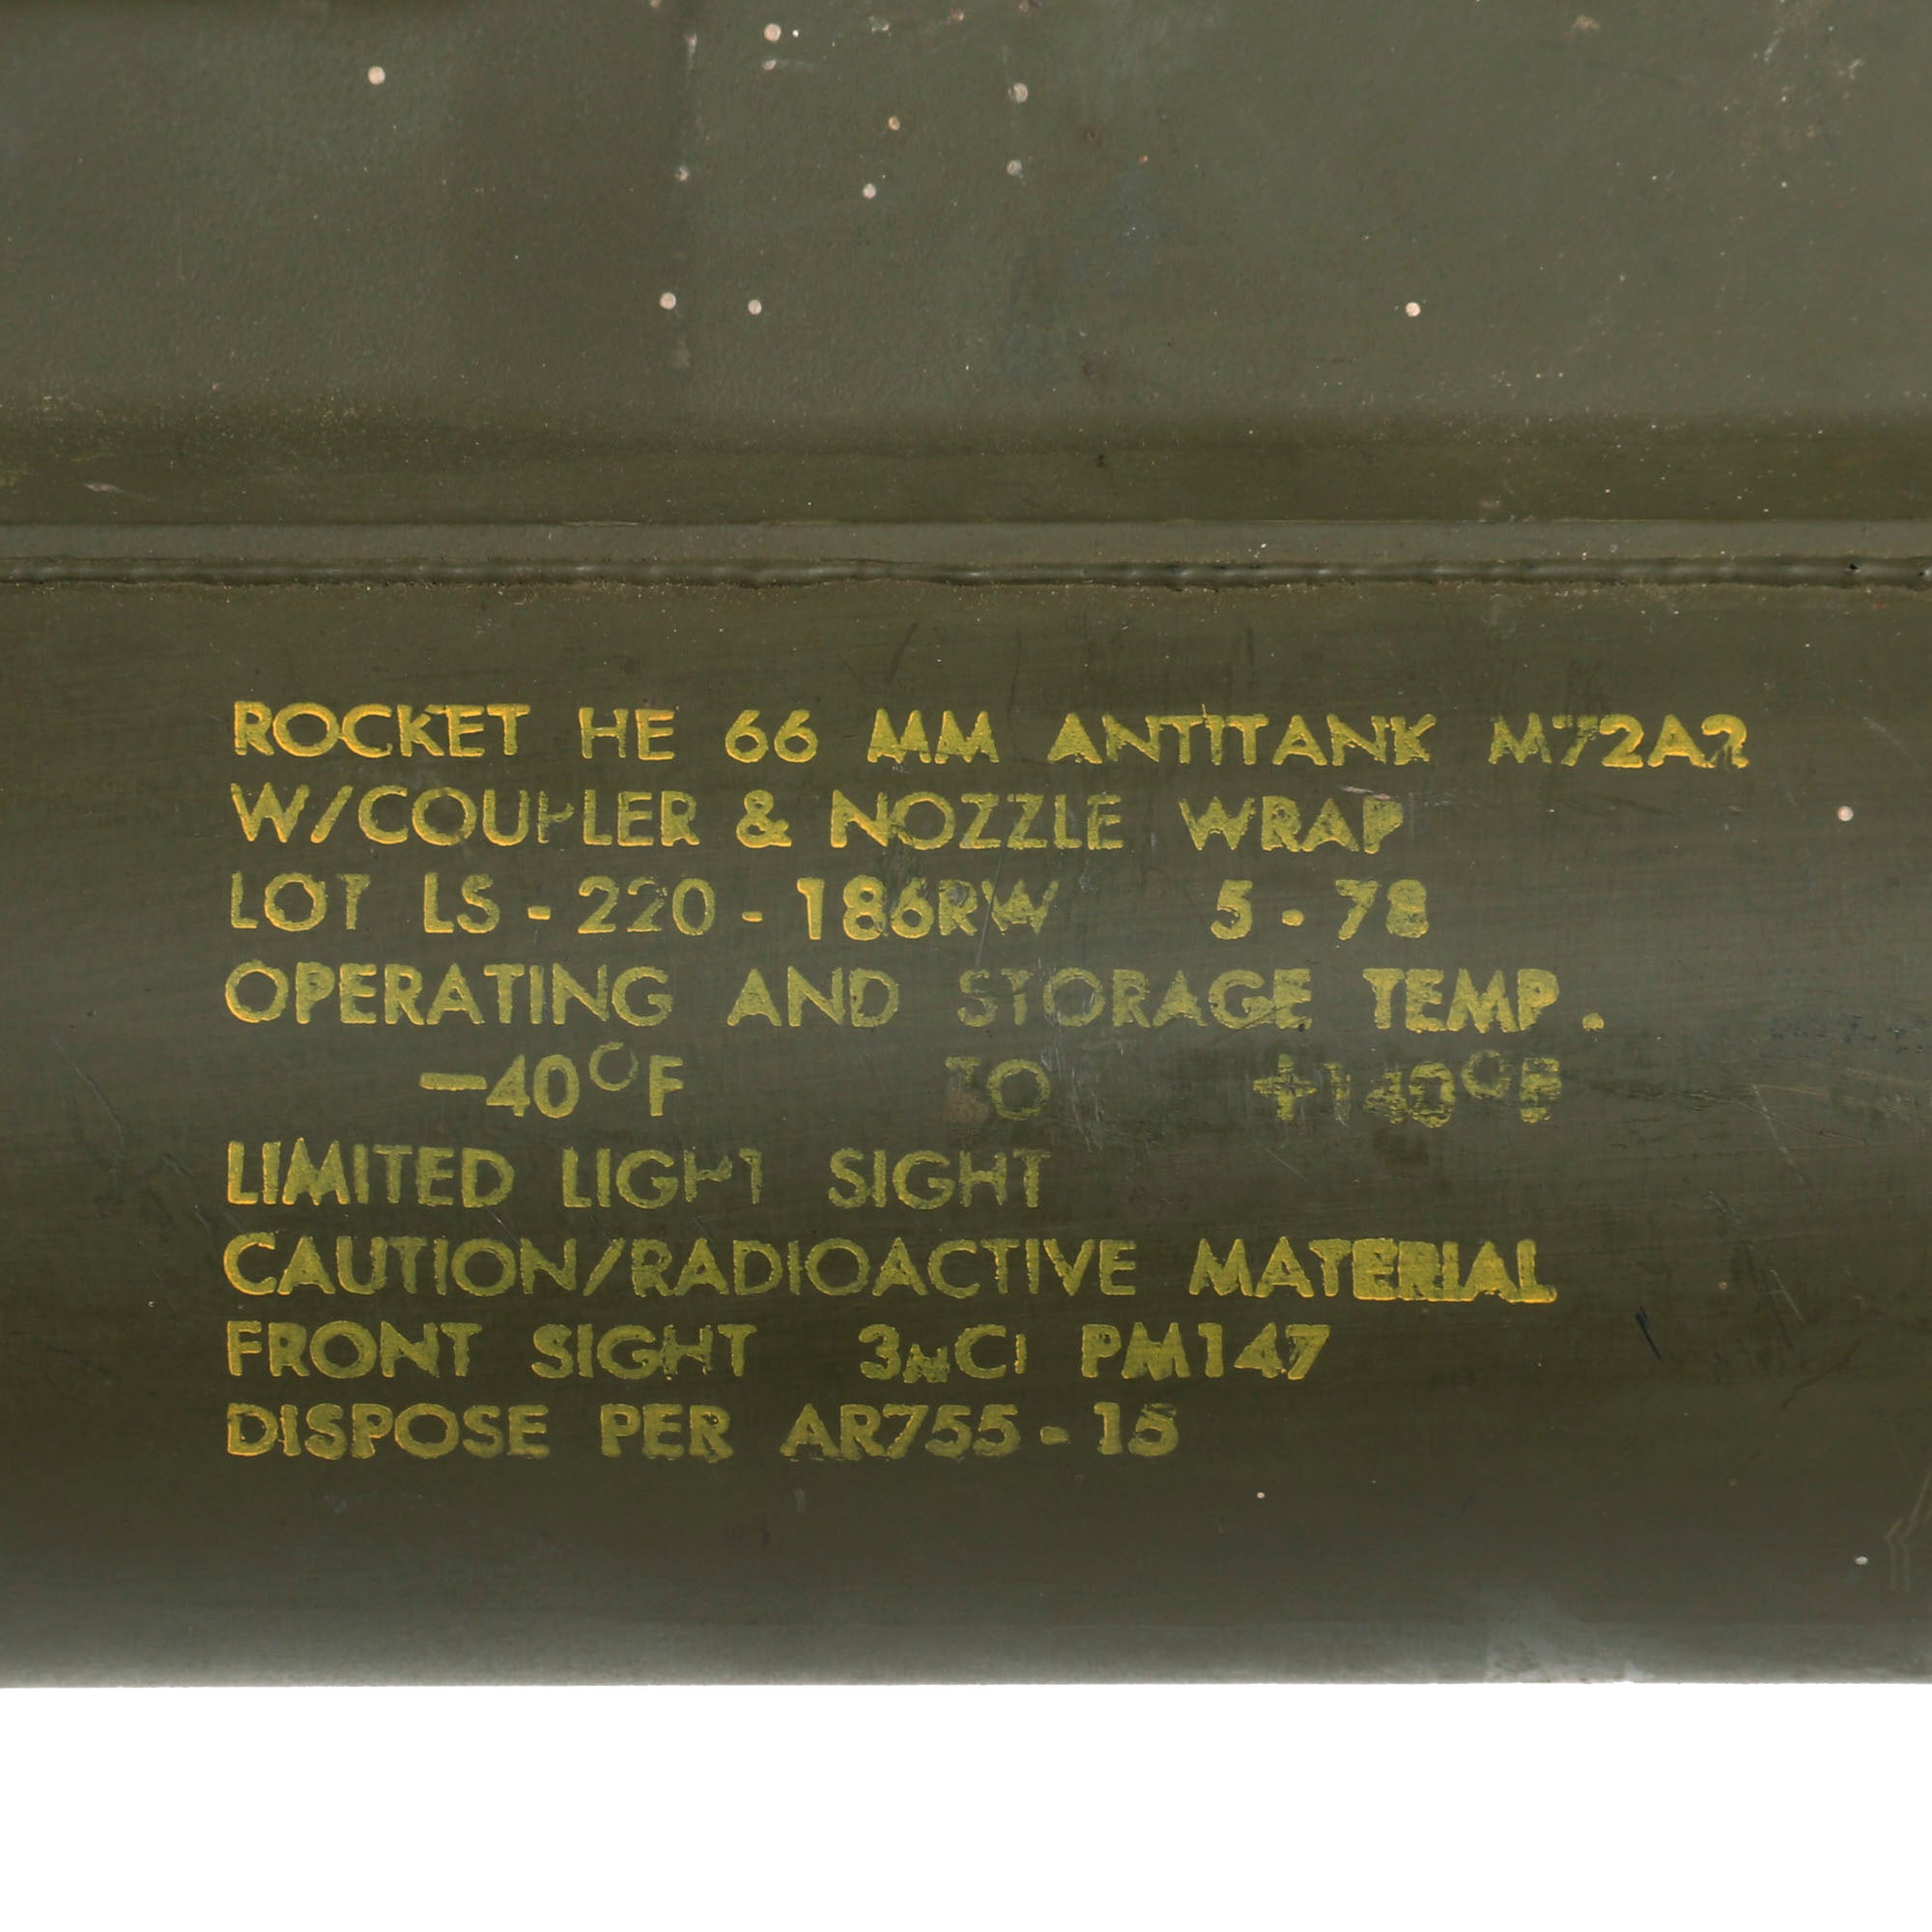 ROCKET HE 66 MM ANTITANK M72A2
W/COUPLER & NOZZLE WRAP
LOT LS - 220 - 186RW 5 - 78
OPERATING AND STORAGE TEMP.
-40°F TO +140°F
LIMITED LIGHT SIGHT
CAUTION/RADIOACTIVE MATERIAL
FRONT SIGHT PM147
DISPOSE PER AR755-15